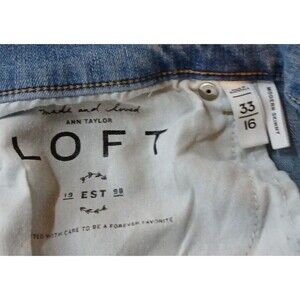 made and loved
ANN TAYLOR
LOFT
19 EST 98
TED WITH CARE TO BE A FOREVER FAVORITE
33
16
MODERN SKINNY